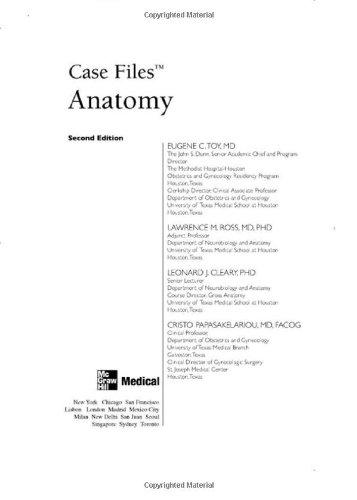 Case Files™
Anatomy
Second Edition
EUGENE C. TOY, MD
The John S. Dunn, Senior Academic Chief and Program
Director
The Methodist Hospital-Houston
Obstetrics and Gynecology Residency Program
Houston, Texas
Clerkship Director, Clinical Associate Professor
Department of Obstetrics and Gynecology
University of Texas Medical School at Houston
Houston, Texas
LAWRENCE M. ROSS, MD, PHD
Adjunct Professor
Department of Neurobiology and Anatomy
University of Texas Medical School at Houston
Houston, Texas
LEONARD J. CLEARY, PHD
Senior Lecturer
Department of Neurobiology and Anatomy
Course Director, Gross Anatomy
University of Texas Medical School at Houston
Houston, Texas
CRISTO PAPASAKELARIOU, MD, FACOG
Clinical Professor
Department of Obstetrics and Gynecology
University of Texas Medical Branch
Galveston, Texas
Clinical Director of Gynecologic Surgery
St. Joseph Medical Center
Houston, Texas
Mc
Graw
Hill
Medical
New York Chicago San Francisco
Lisbon London Madrid Mexico City
Milan New Delhi San Juan Seoul
Singapore Sydney Toronto